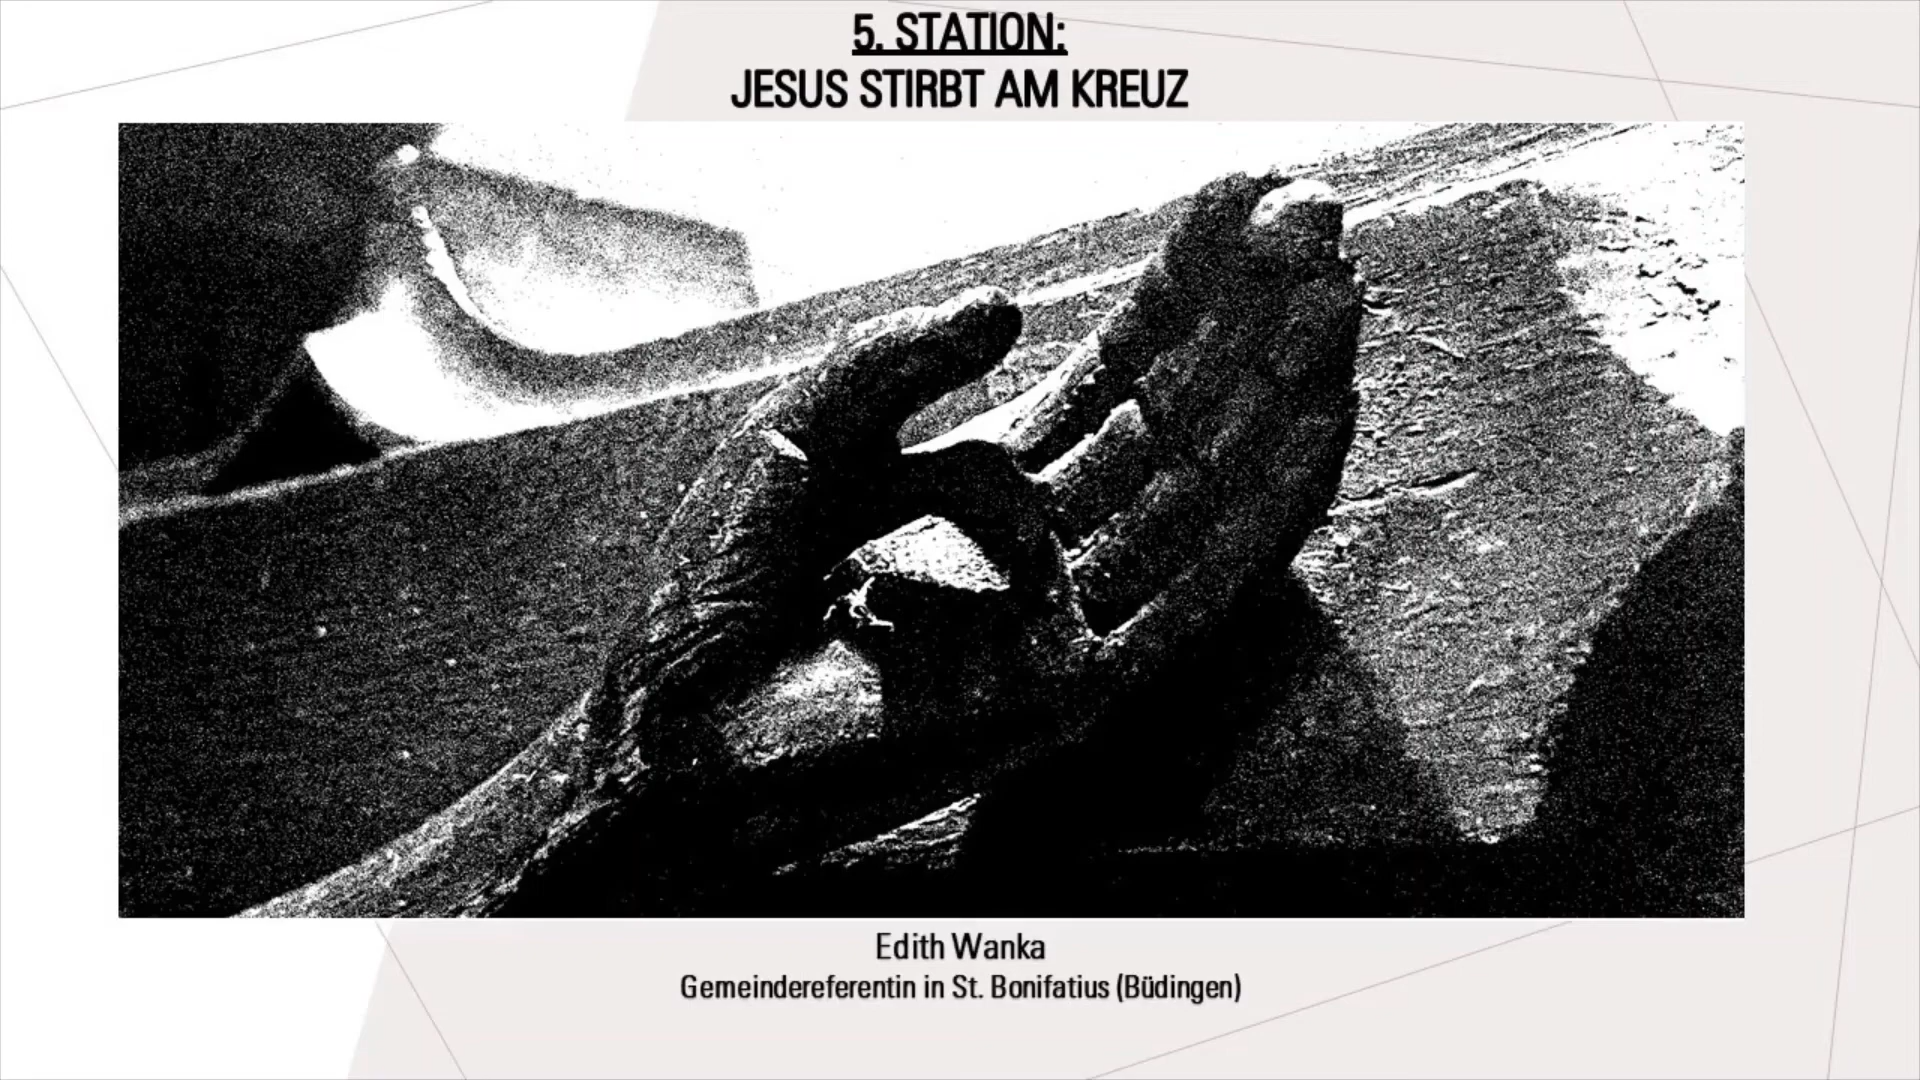 5. STATION:
JESUS STIRBT AM KREUZ
Edith Wanka
Gemeindereferentin in St. Bonifatius (Büdingen)